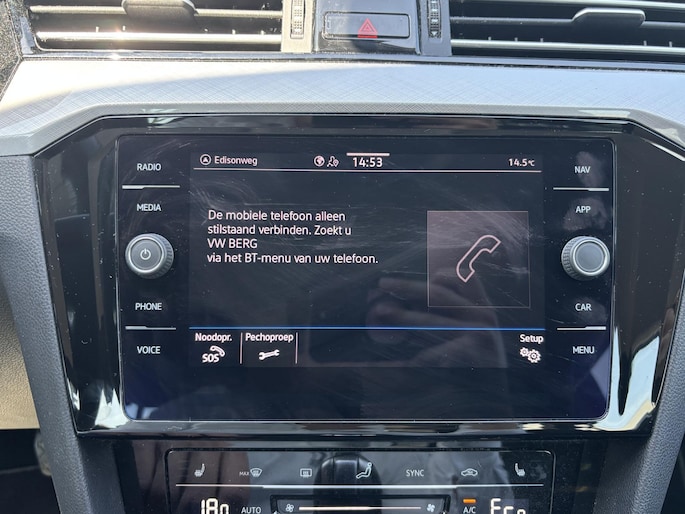 RADIO
MEDIA
PHONE
VOICE
Edisonweg 14:53 14.5°C
De mobiele telefoon alleen
stilstaand verbinden. Zoekt u
VW BERG
via het BT-menu van uw telefoon.
Noodopr. Pechoproep Setup
SOS
NAV
APP
CAR
MENU
MAX SYNC
180 AUTO A/C